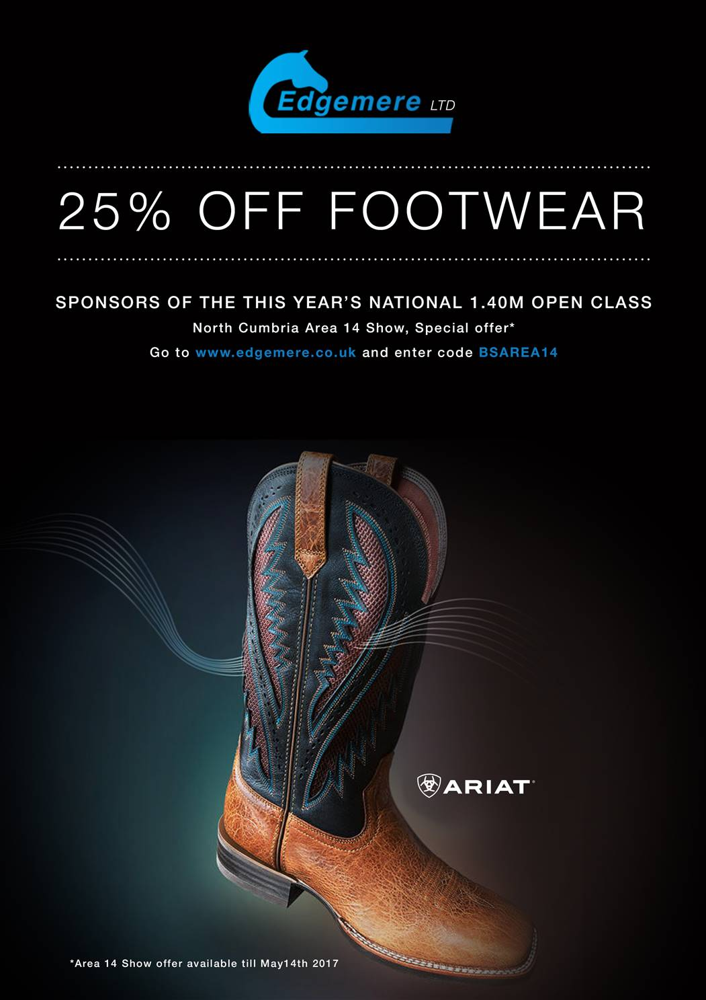 Edgemere LTD
25% OFF FOOTWEAR
SPONSORS OF THE THIS YEAR'S NATIONAL 1.40M OPEN CLASS
North Cumbria Area 14 Show, Special offer*
Go to www.edgemere.co.uk and enter code BSAREA14
ARIAT®
*Area 14 Show offer available till May14th 2017